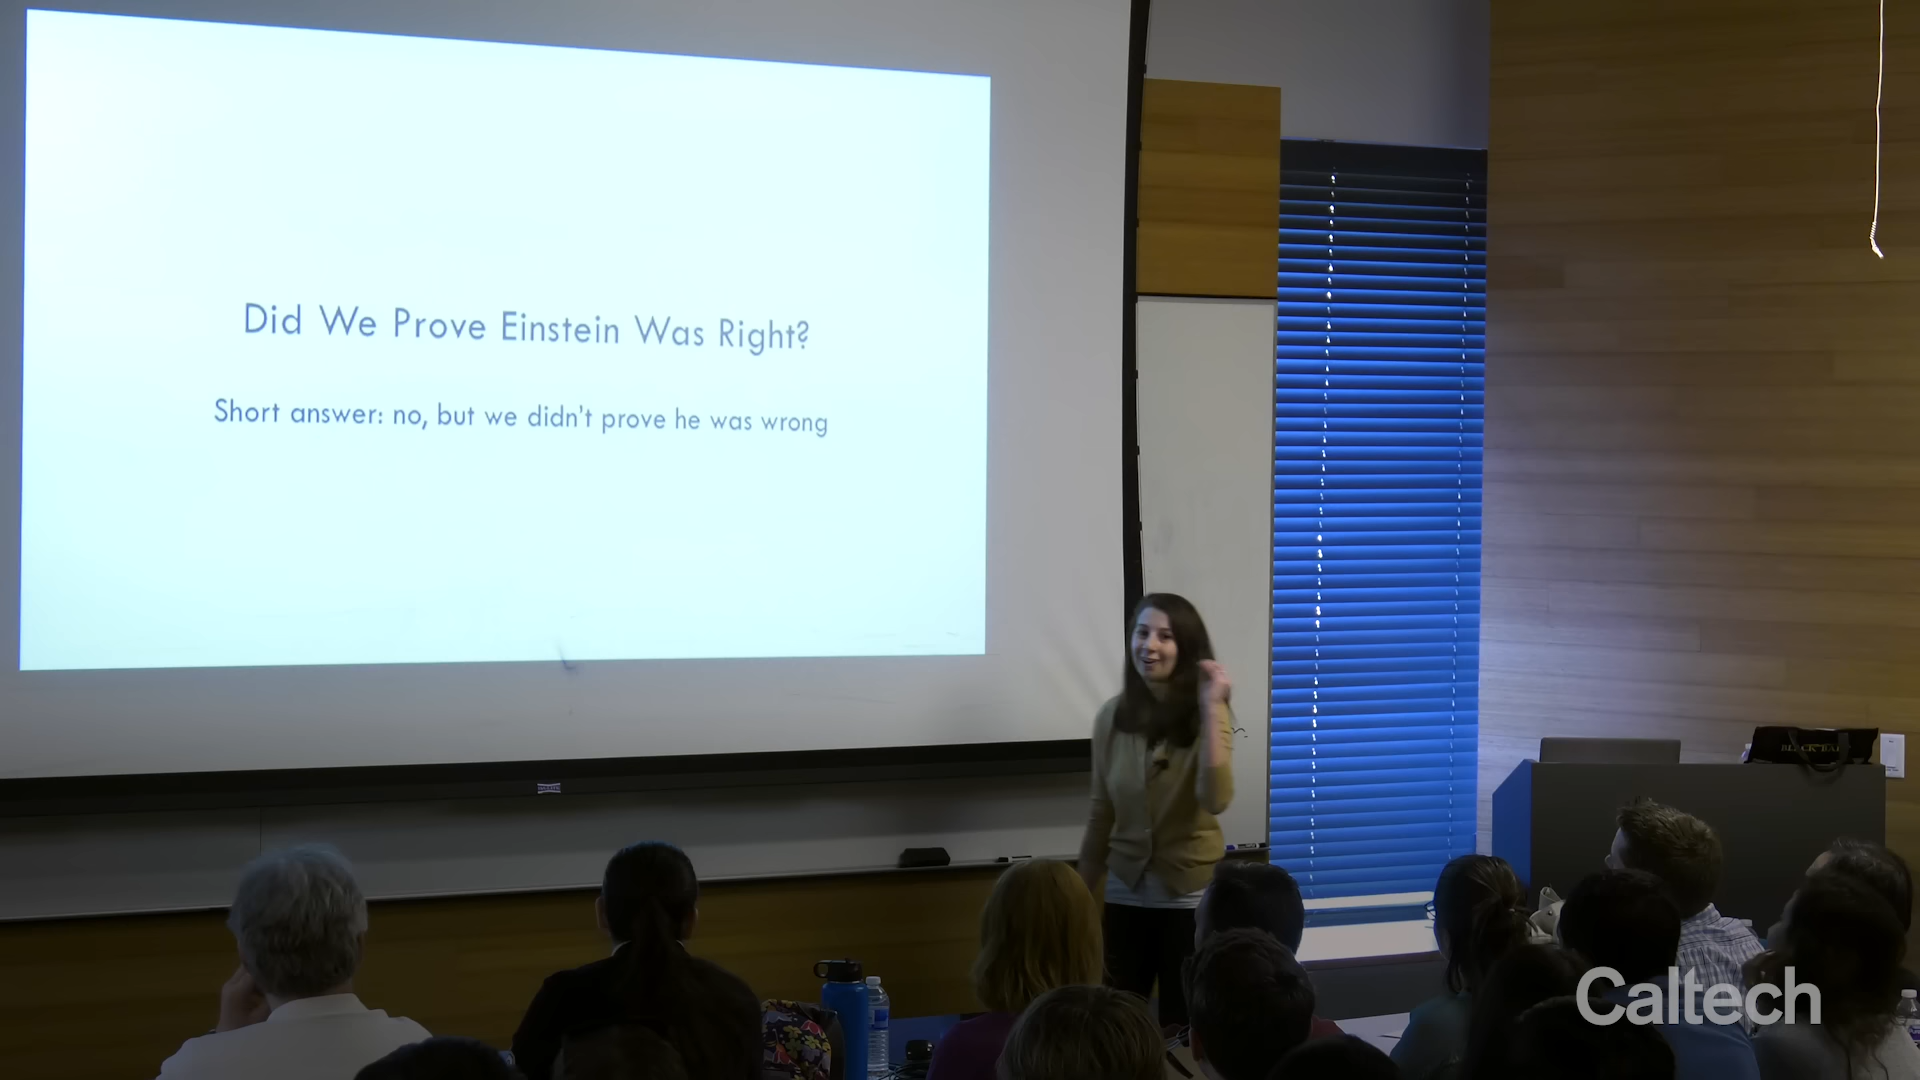 Did We Prove Einstein Was Right?
Short answer: no, but we didn't prove he was wrong
Caltech